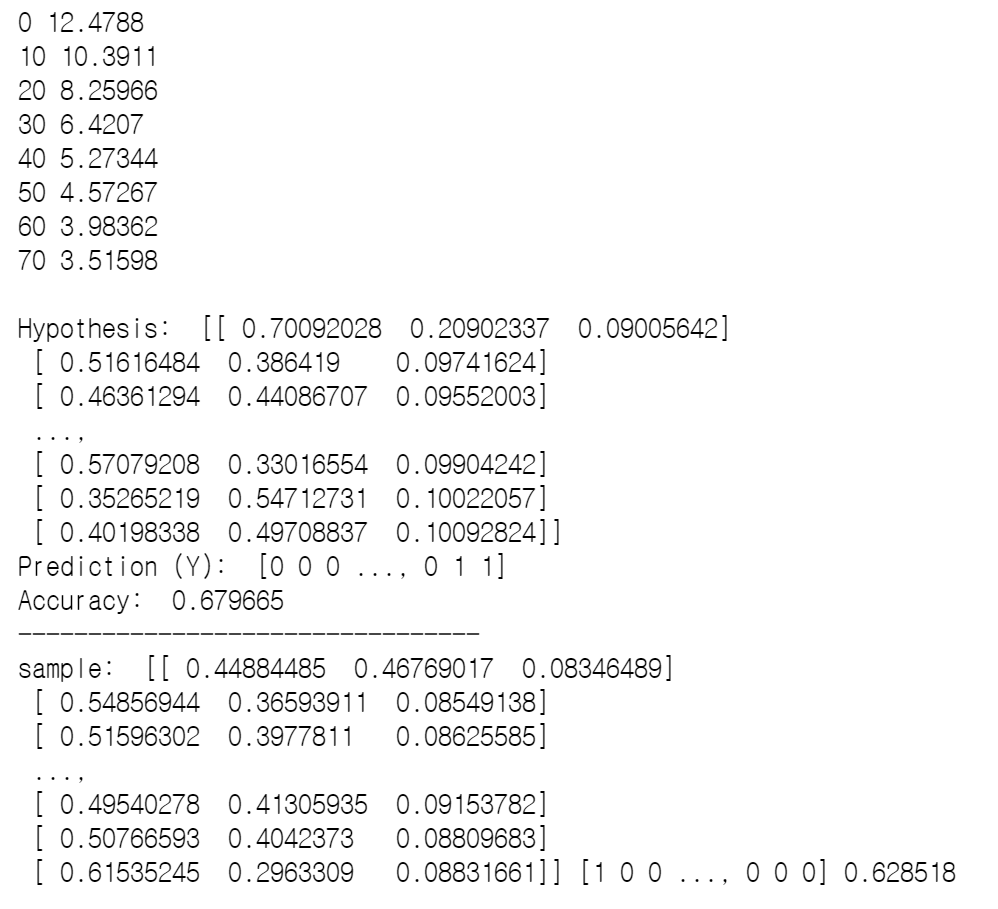 0 12.4788
10 10.3911
20 8.25966
30 6.4207
40 5.27344
50 4.57267
60 3.98362
70 3.51598
Hypothesis:  [[ 0.70092028  0.20902337  0.09005642]
 [ 0.51616484  0.386419    0.09741624]
 [ 0.46361294  0.44086707  0.09552003]
 ...,
 [ 0.57079208  0.33016554  0.09904242]
 [ 0.35265219  0.54712731  0.10022057]
 [ 0.40198338  0.49708837  0.10092824]]
Prediction (Y):  [0 0 0 ..., 0 1 1]
Accuracy:  0.679665
---------------------------------
sample:  [[ 0.44884485  0.46769017  0.08346489]
 [ 0.54856944  0.36593911  0.08549138]
 [ 0.51596302  0.3977811   0.08625585]
 ...,
 [ 0.49540278  0.41305935  0.09153782]
 [ 0.50766593  0.4042373   0.08809683]
 [ 0.61535245  0.2963309   0.08831661]] [1 0 0 ..., 0 0 0] 0.628518